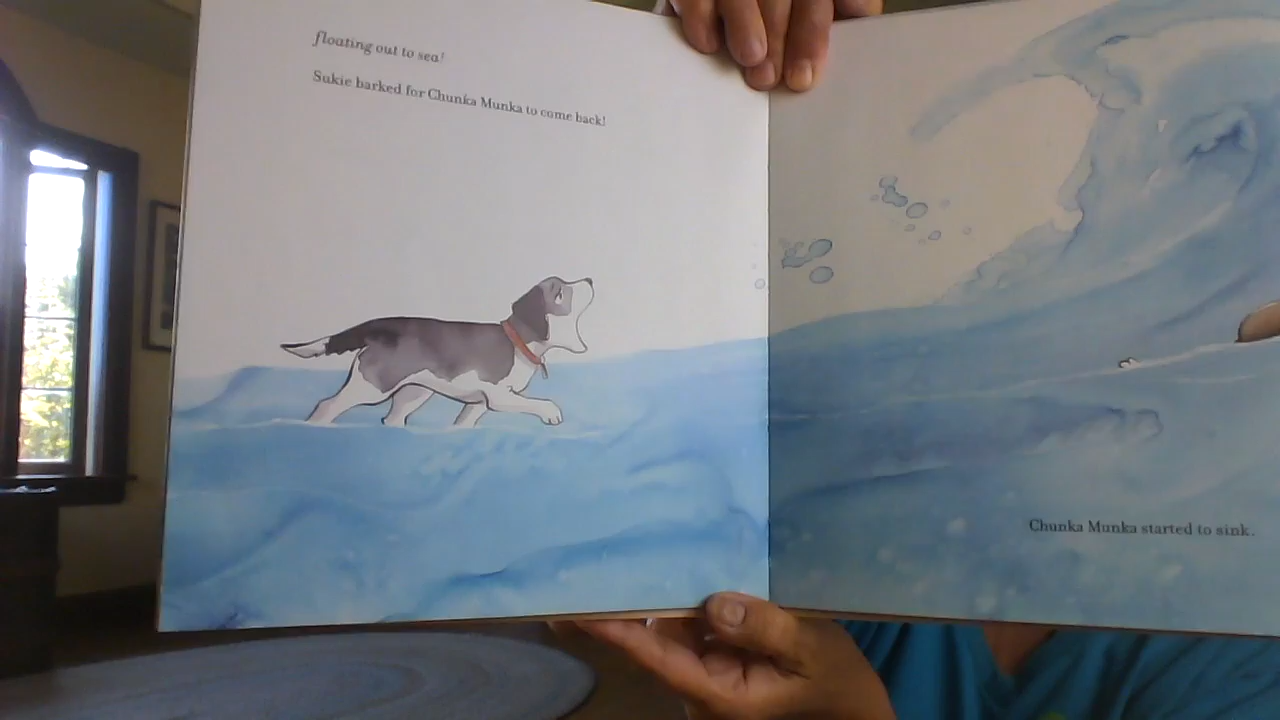 floating out to sea!
Sukie barked for Chunka Munka to come back!
Chunka Munka started to sink.